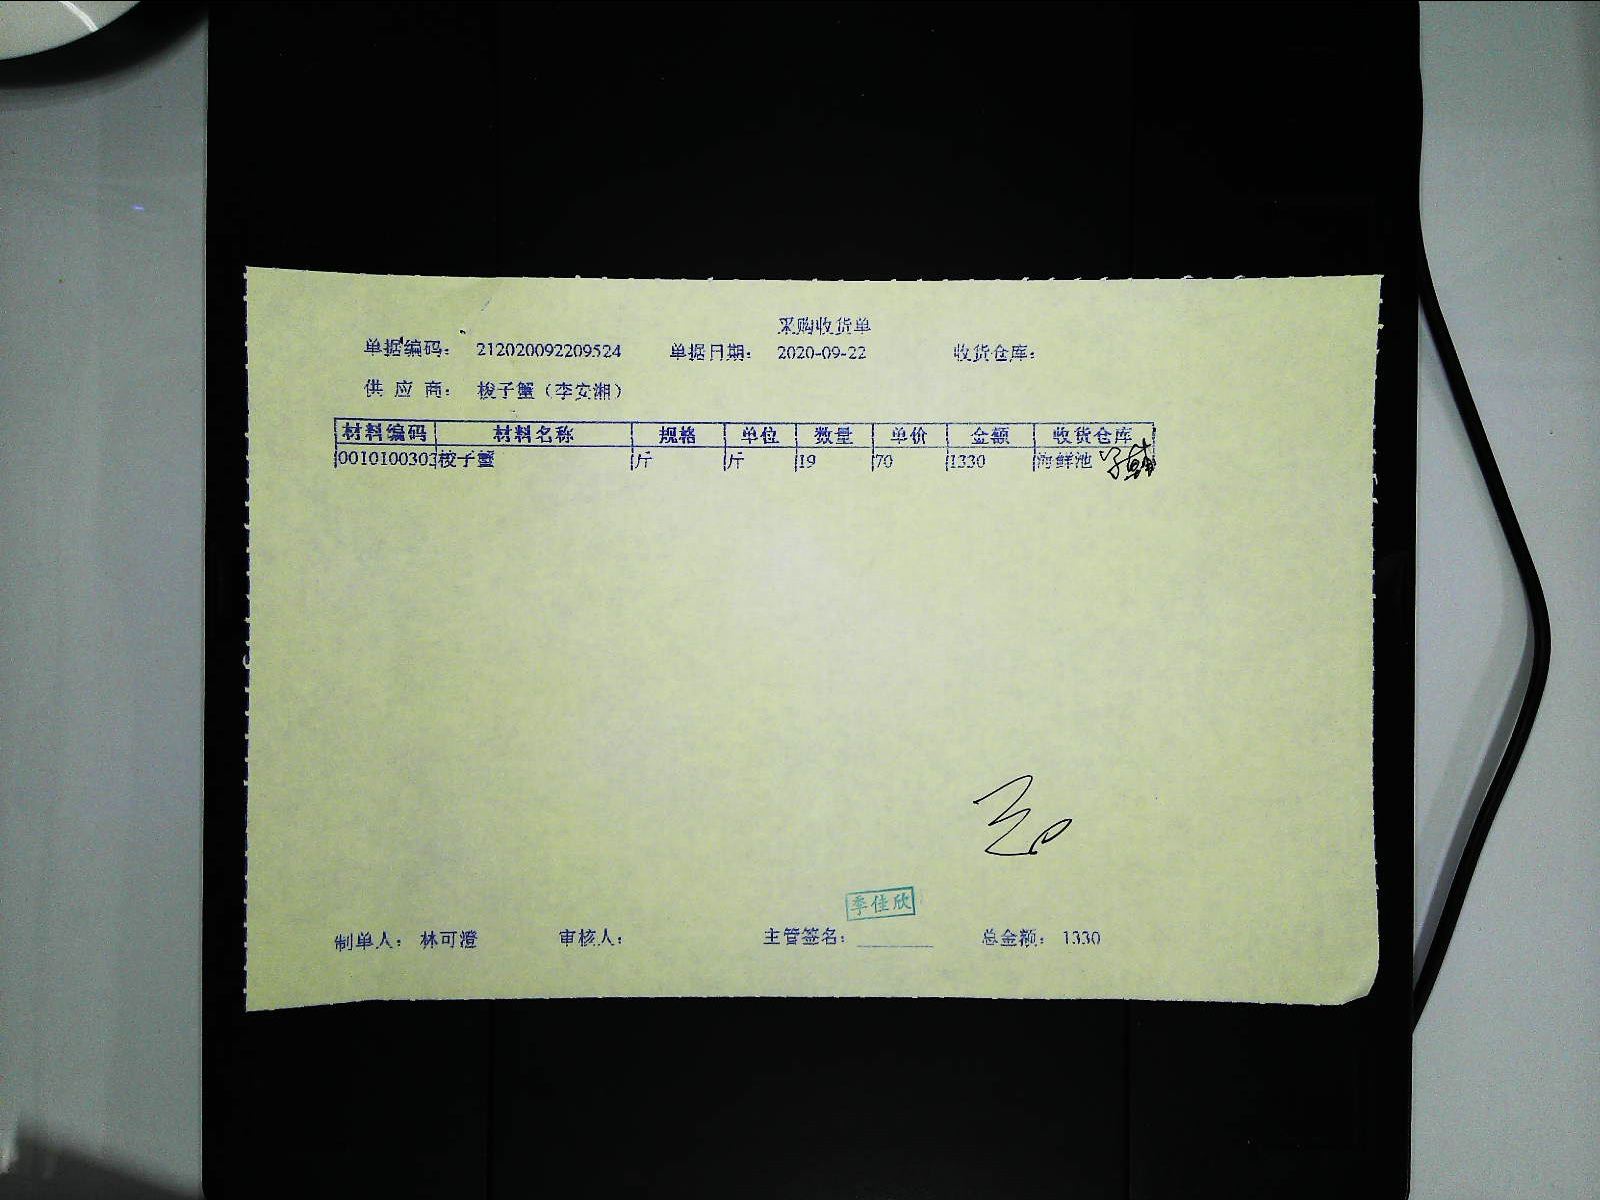 采购收货单
单据编码： 212020092209524 单据日期： 2020-09-22 收货仓库：
供 应 商： 梭子蟹（李安湘）
材料编码 材料名称 规格 单位 数量 单价 金额 收货仓库
0010100303 梭子蟹 斤 斤 19 70 1330 海鲜池
季佳欣
制单人： 林可澄 审核人： 主管签名： 总金额： 1330